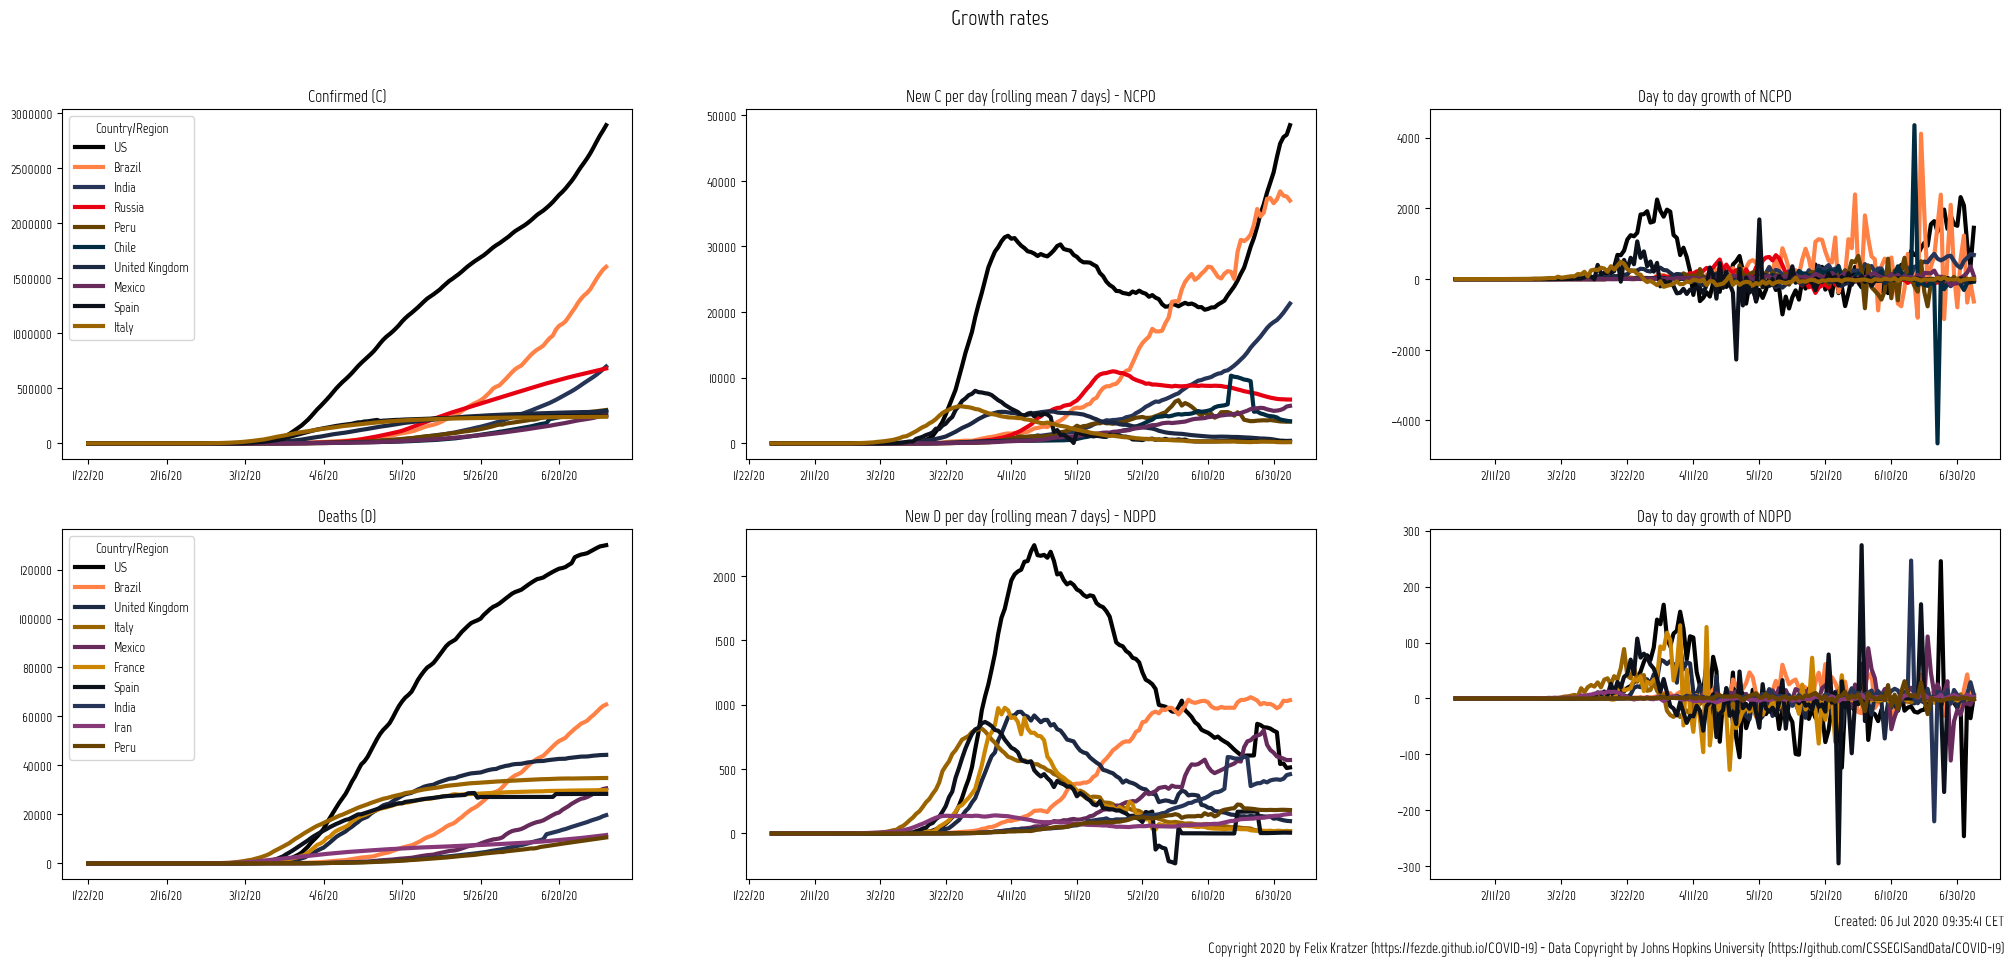 Growth rates
Confirmed (C)
3000000
2500000
2000000
1500000
1000000
500000
0
Country/Region
US
Brazil
India
Russia
Peru
Chile
United Kingdom
Mexico
Spain
Italy
1/22/20 2/16/20 3/12/20 4/6/20 5/1/20 5/26/20 6/20/20
New C per day (rolling mean 7 days) - NCPD
50000
40000
30000
20000
10000
0
1/22/20 2/11/20 3/2/20 3/22/20 4/11/20 5/1/20 5/21/20 6/10/20 6/30/20
Day to day growth of NCPD
4000
2000
0
−2000
−4000
2/11/20 3/2/20 3/22/20 4/11/20 5/1/20 5/21/20 6/10/20 6/30/20
Deaths (D)
120000
100000
80000
60000
40000
20000
0
Country/Region
US
Brazil
United Kingdom
Italy
Mexico
France
Spain
India
Iran
Peru
1/22/20 2/16/20 3/12/20 4/6/20 5/1/20 5/26/20 6/20/20
New D per day (rolling mean 7 days) - NDPD
2000
1500
1000
500
0
1/22/20 2/11/20 3/2/20 3/22/20 4/11/20 5/1/20 5/21/20 6/10/20 6/30/20
Day to day growth of NDPD
300
200
100
0
−100
−200
−300
2/11/20 3/2/20 3/22/20 4/11/20 5/1/20 5/21/20 6/10/20 6/30/20
Created: 06 Jul 2020 09:35:41 CET
Copyright 2020 by Felix Kratzer (https://fezde.github.io/COVID-19) - Data Copyright by Johns Hopkins University (https://github.com/CSSEGISandData/COVID-19)